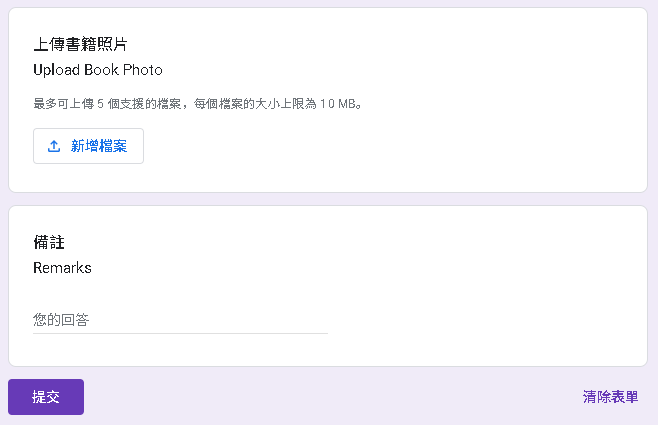 上傳書籍照片
Upload Book Photo
最多可上傳 5 個支援的檔案，每個檔案的大小上限為 10 MB。
新增檔案
備註
Remarks
您的回答
提交
清除表單